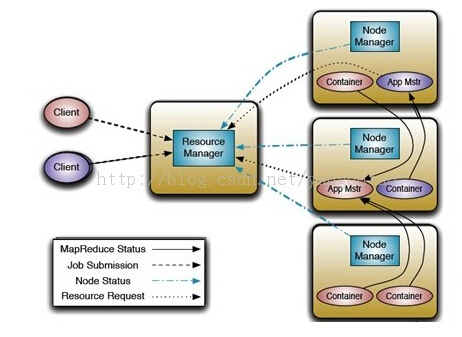 Node
Manager
Container
App Mstr
Client
Client
Resource
Manager
Node
Manager
App Mstr
Container
Node
Manager
Container
Container
MapReduce Status
Job Submission
Node Status
Resource Request